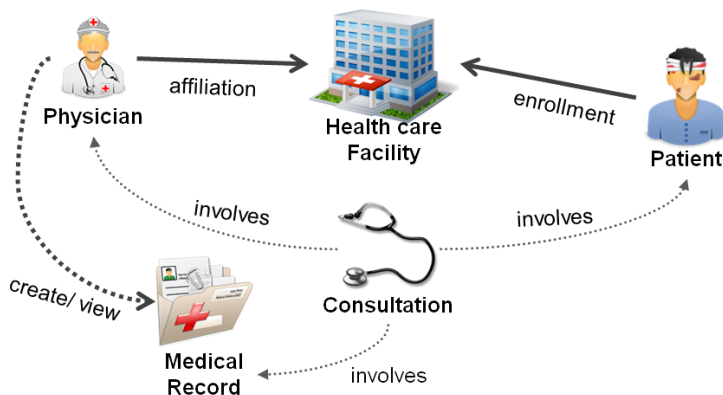 affiliation
Physician
Health care
Facility
enrollment
Patient
involves
involves
create/ view
Consultation
Medical
Record
involves